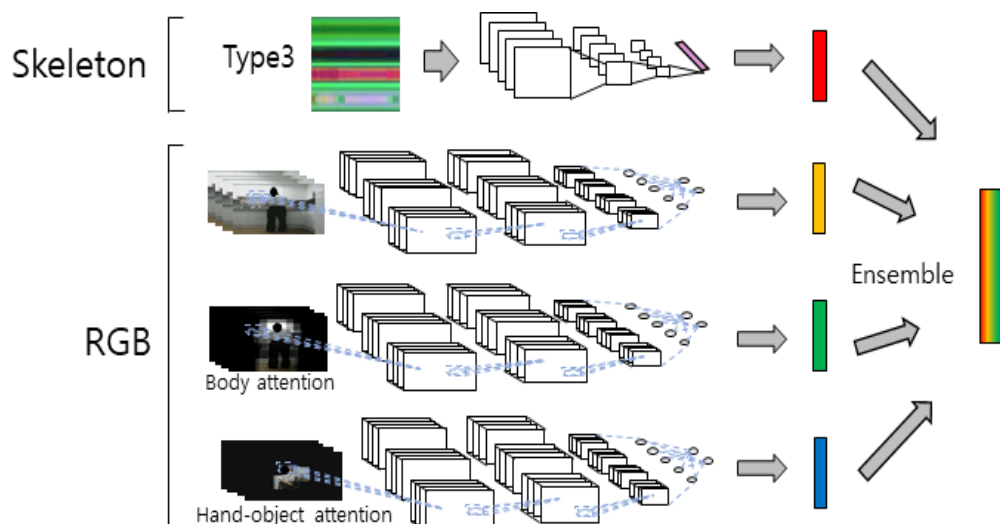 Skeleton
Type3
RGB
Ensemble
Body attention
Hand-object attention